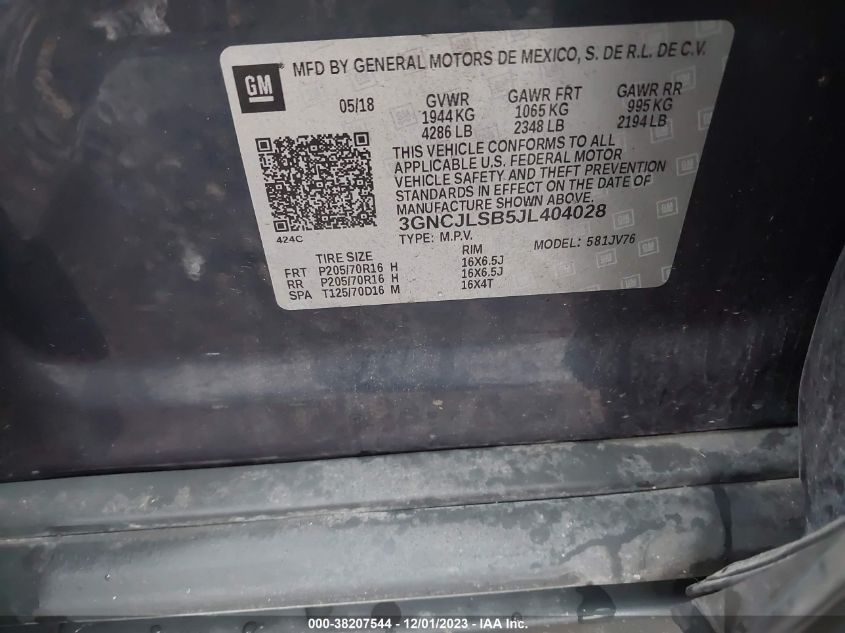 GM
MFD BY GENERAL MOTORS DE MEXICO, S. DE R.L. DE C.V.
05/18 GVWR GAWR FRT GAWR RR
1944 KG 1065 KG 995 KG
4286 LB 2348 LB 2194 LB
THIS VEHICLE CONFORMS TO ALL
APPLICABLE U.S. FEDERAL MOTOR
VEHICLE SAFETY AND THEFT PREVENTION
STANDARDS IN EFFECT ON THE DATE OF
MANUFACTURE SHOWN ABOVE.
424C
3GNCJLSB5JL404028
TYPE: M.P.V. MODEL: 581JV76
TIRE SIZE RIM
FRT P205/70R16 H 16X6.5J
RR P205/70R16 H 16X6.5J
SPA T125/70D16 M 16X4T
000-38207544 - 12/01/2023 - IAA Inc.